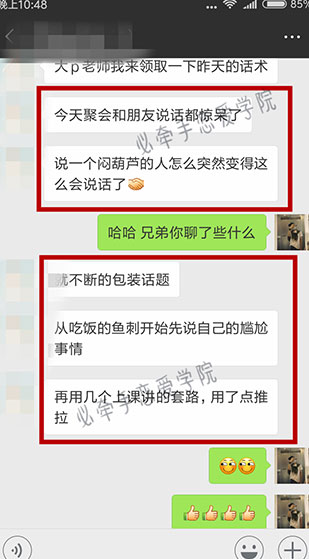 晚上10:48
85%
大p老师我来领取一下昨天的话术
今天聚会和朋友说话都惊呆了
说一个闷葫芦的人怎么突然变得这
么会说话了
必牵手恋爱学院
哈哈 兄弟你聊了些什么
就不断的包装话题
从吃饭的鱼刺开始先说自己的尴尬
事情
再用几个上课讲的套路，用了点推
拉
必牵手恋爱学院